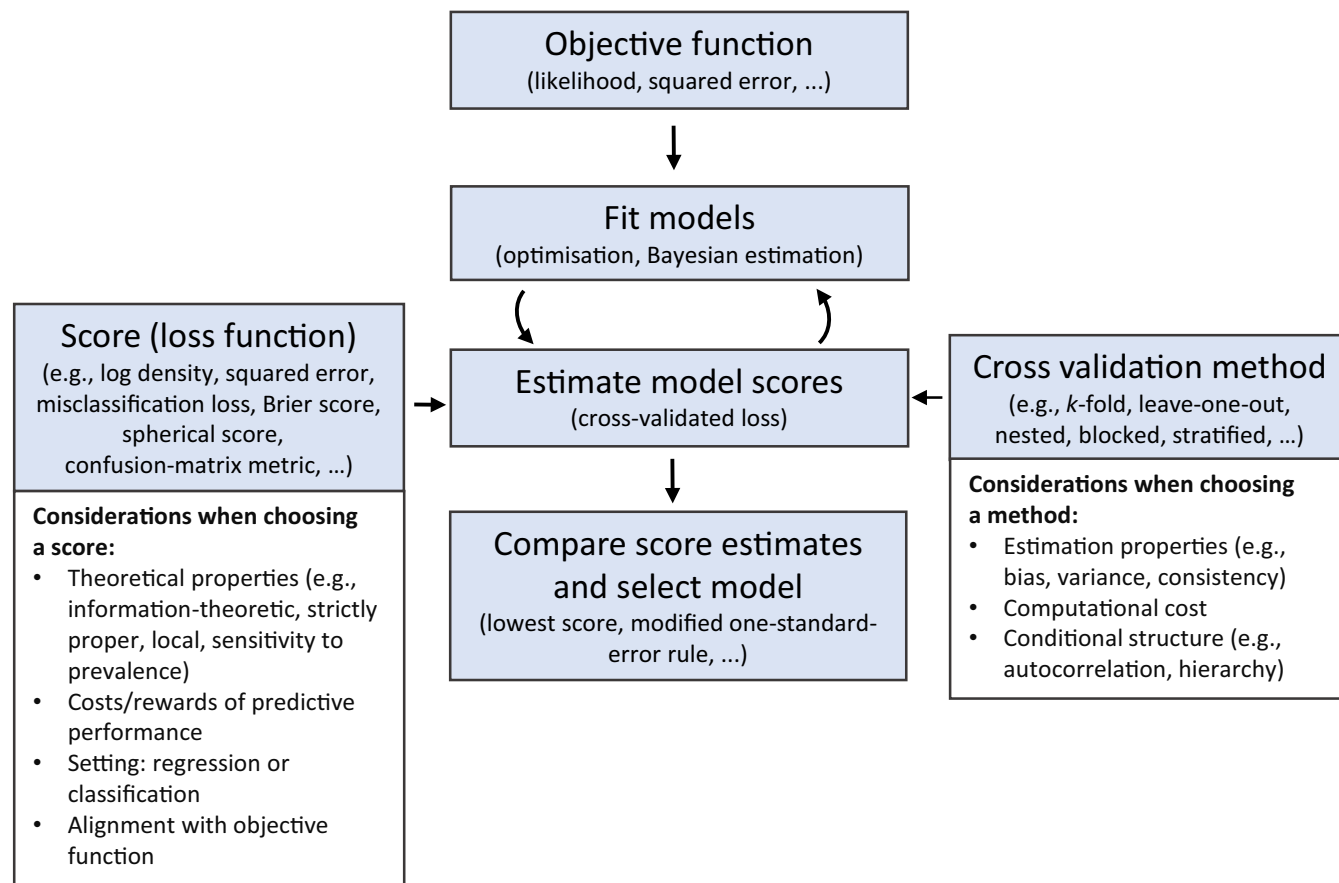 Objective function
(likelihood, squared error, ...)
Fit models
(optimisation, Bayesian estimation)
Score (loss function)
(e.g., log density, squared error,
misclassification loss, Brier score,
spherical score,
confusion-matrix metric, ...)
Considerations when choosing
a score:
• Theoretical properties (e.g.,
information-theoretic, strictly
proper, local, sensitivity to
prevalence)
• Costs/rewards of predictive
performance
• Setting: regression or
classification
• Alignment with objective
function
Estimate model scores
(cross-validated loss)
Compare score estimates
and select model
(lowest score, modified one-standard-
error rule, ...)
Cross validation method
(e.g., k-fold, leave-one-out,
nested, blocked, stratified, ...)
Considerations when choosing
a method:
• Estimation properties (e.g.,
bias, variance, consistency)
• Computational cost
• Conditional structure (e.g.,
autocorrelation, hierarchy)